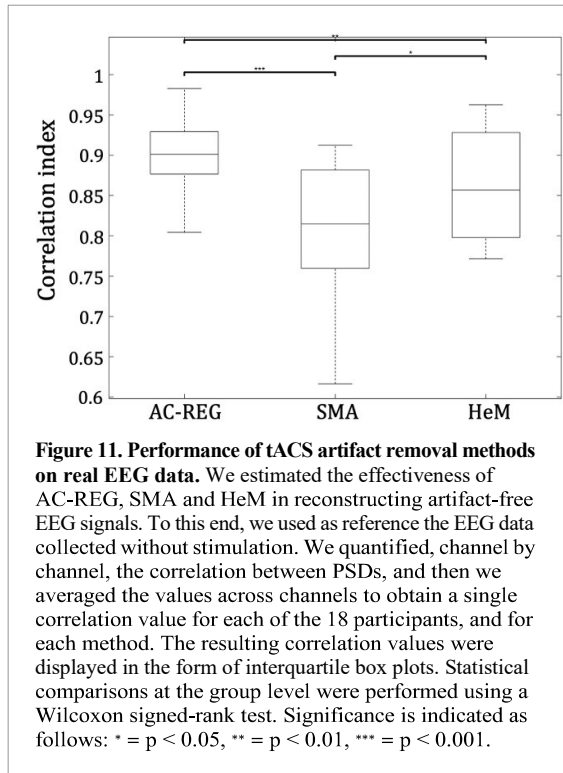 **
*
***
1
0.95
0.9
0.85
0.8
0.75
0.7
0.65
0.6
Correlation index
AC-REG SMA HeM
Figure 11. Performance of tACS artifact removal methods
on real EEG data. We estimated the effectiveness of
AC-REG, SMA and HeM in reconstructing artifact-free
EEG signals. To this end, we used as reference the EEG data
collected without stimulation. We quantified, channel by
channel, the correlation between PSDs, and then we
averaged the values across channels to obtain a single
correlation value for each of the 18 participants, and for
each method. The resulting correlation values were
displayed in the form of interquartile box plots. Statistical
comparisons at the group level were performed using a
Wilcoxon signed-rank test. Significance is indicated as
follows: * = p < 0.05, ** = p < 0.01, *** = p < 0.001.